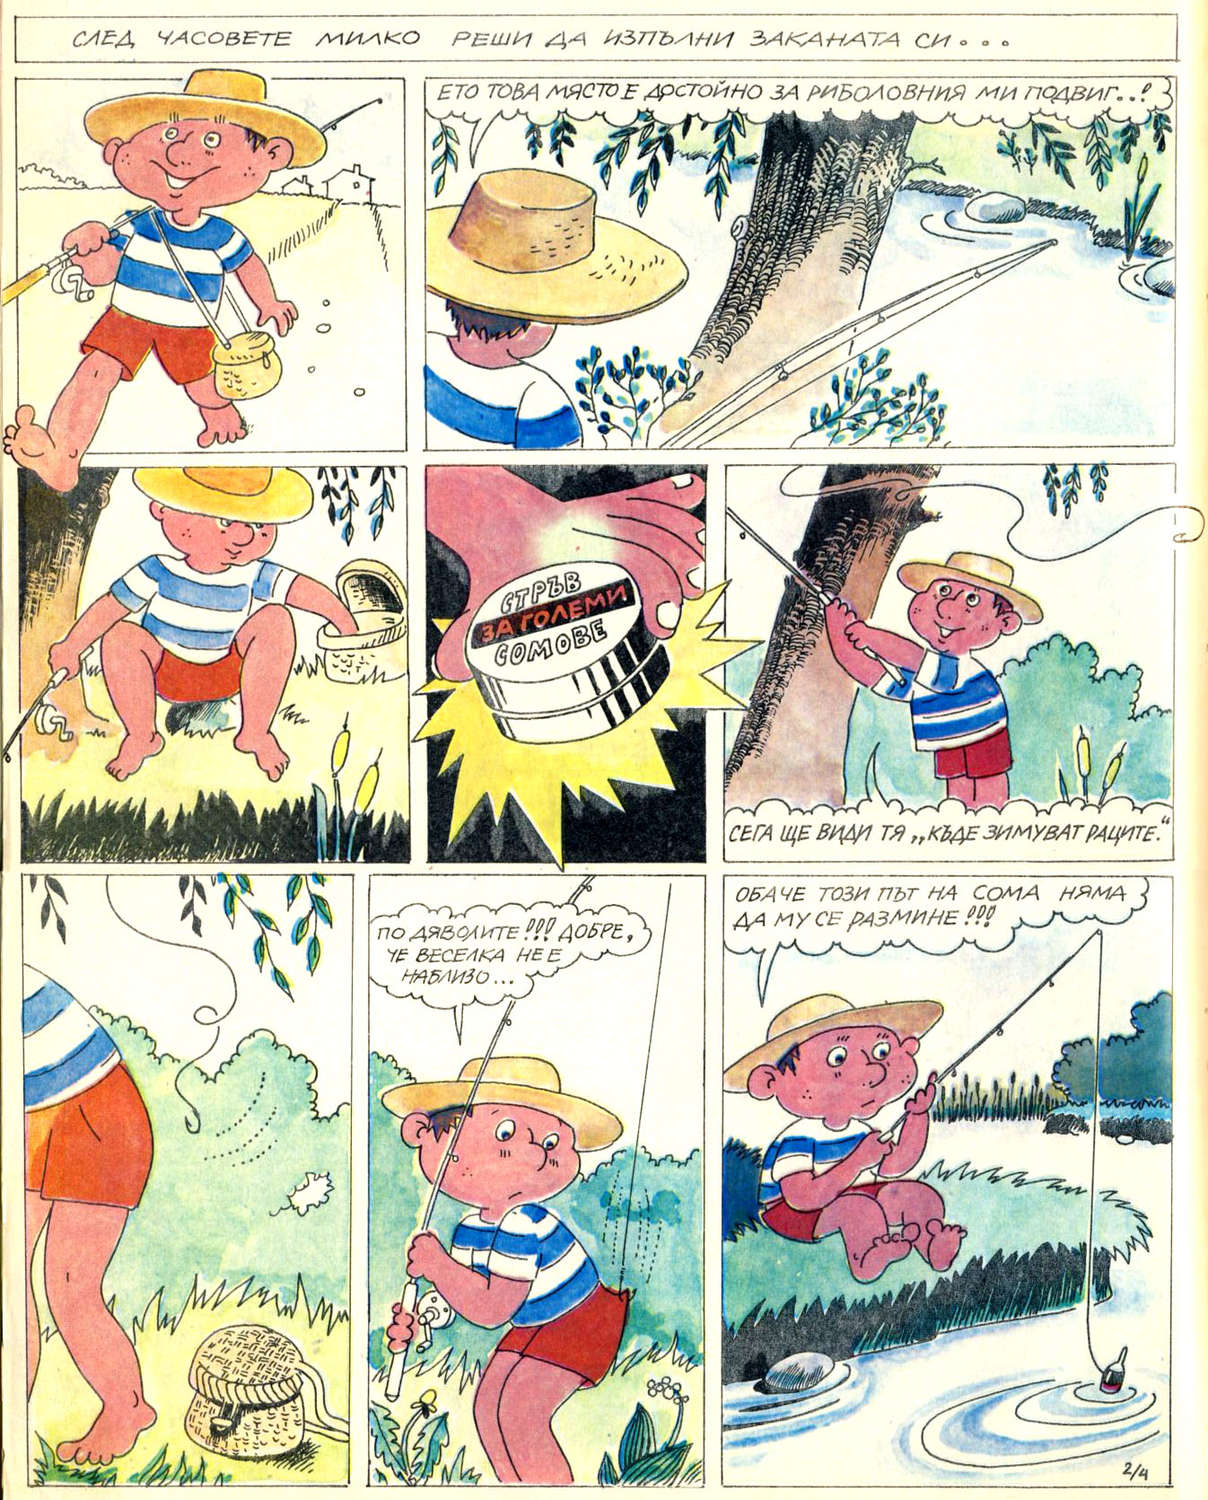 СЛЕД ЧАСОВЕТЕ МИЛКО РЕШИ ДА ИЗПЪЛНИ ЗАКАНАТА СИ...
ЕТО ТОВА МЯСТО Е ДОСТОЙНО ЗА РИБОЛОВНИЯ МИ ПОДВИГ..!
СТРЪВ
ЗА ГОЛЕМИ
СОМОВЕ
СЕГА ЩЕ ВИДИ ТЯ „КЪДЕ ЗИМУВАТ РАЦИТЕ.“
ПО ДЯВОЛИТЕ!!! ДОБРЕ,
ЧЕ ВЕСЕЛКА НЕ Е
НАБЛИЗО...
ОБАЧЕ ТОЗИ ПЪТ НА СОМА НЯМА
ДА МУ СЕ РАЗМИНЕ!!!
2/4